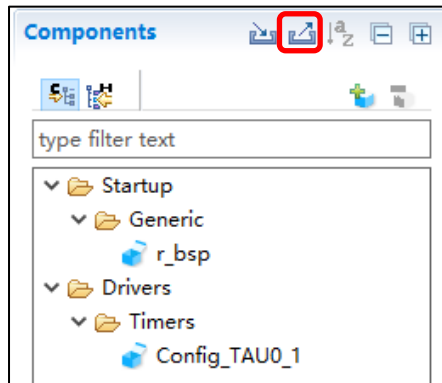 Components
type filter text
Startup
Generic
r_bsp
Drivers
Timers
Config_TAU0_1